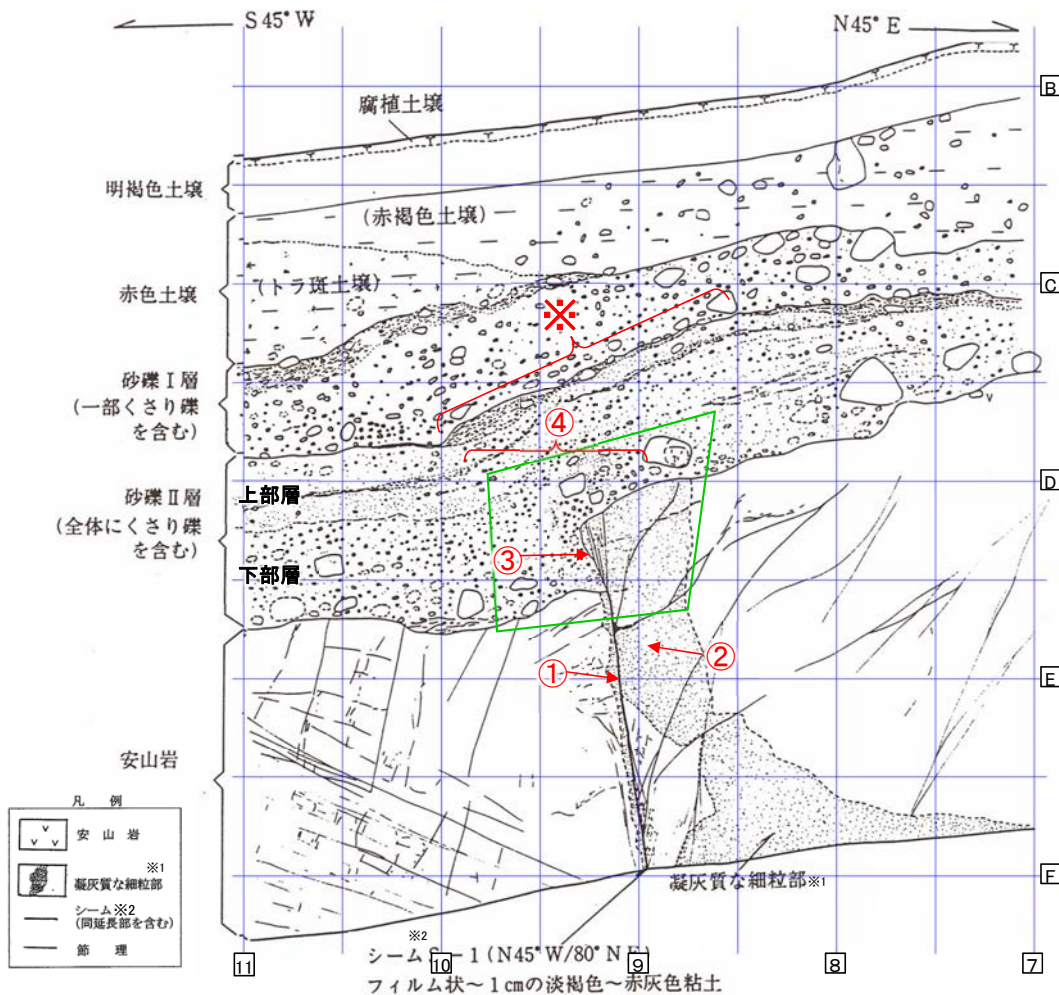 S 45° W
N 45° E
B
腐植土壌
明褐色土壌
(赤褐色土壌)
C
(トラ斑土壌)
赤色土壌
※
砂礫Ⅰ層
(一部くさり礫
を含む)
④
D
上部層
砂礫Ⅱ層
(全体にくさり礫
を含む)
③
下部層
②
①
E
安山岩
凡 例
安 山 岩
※1
凝灰質な細粒部
シーム※2
(同延長部を含む)
節 理
F
凝灰質な細粒部※1
※2
シームS-1 (N45° W/80° N E)
11
10
9
8
7
フィルム状~1cmの淡褐色~赤灰色粘土